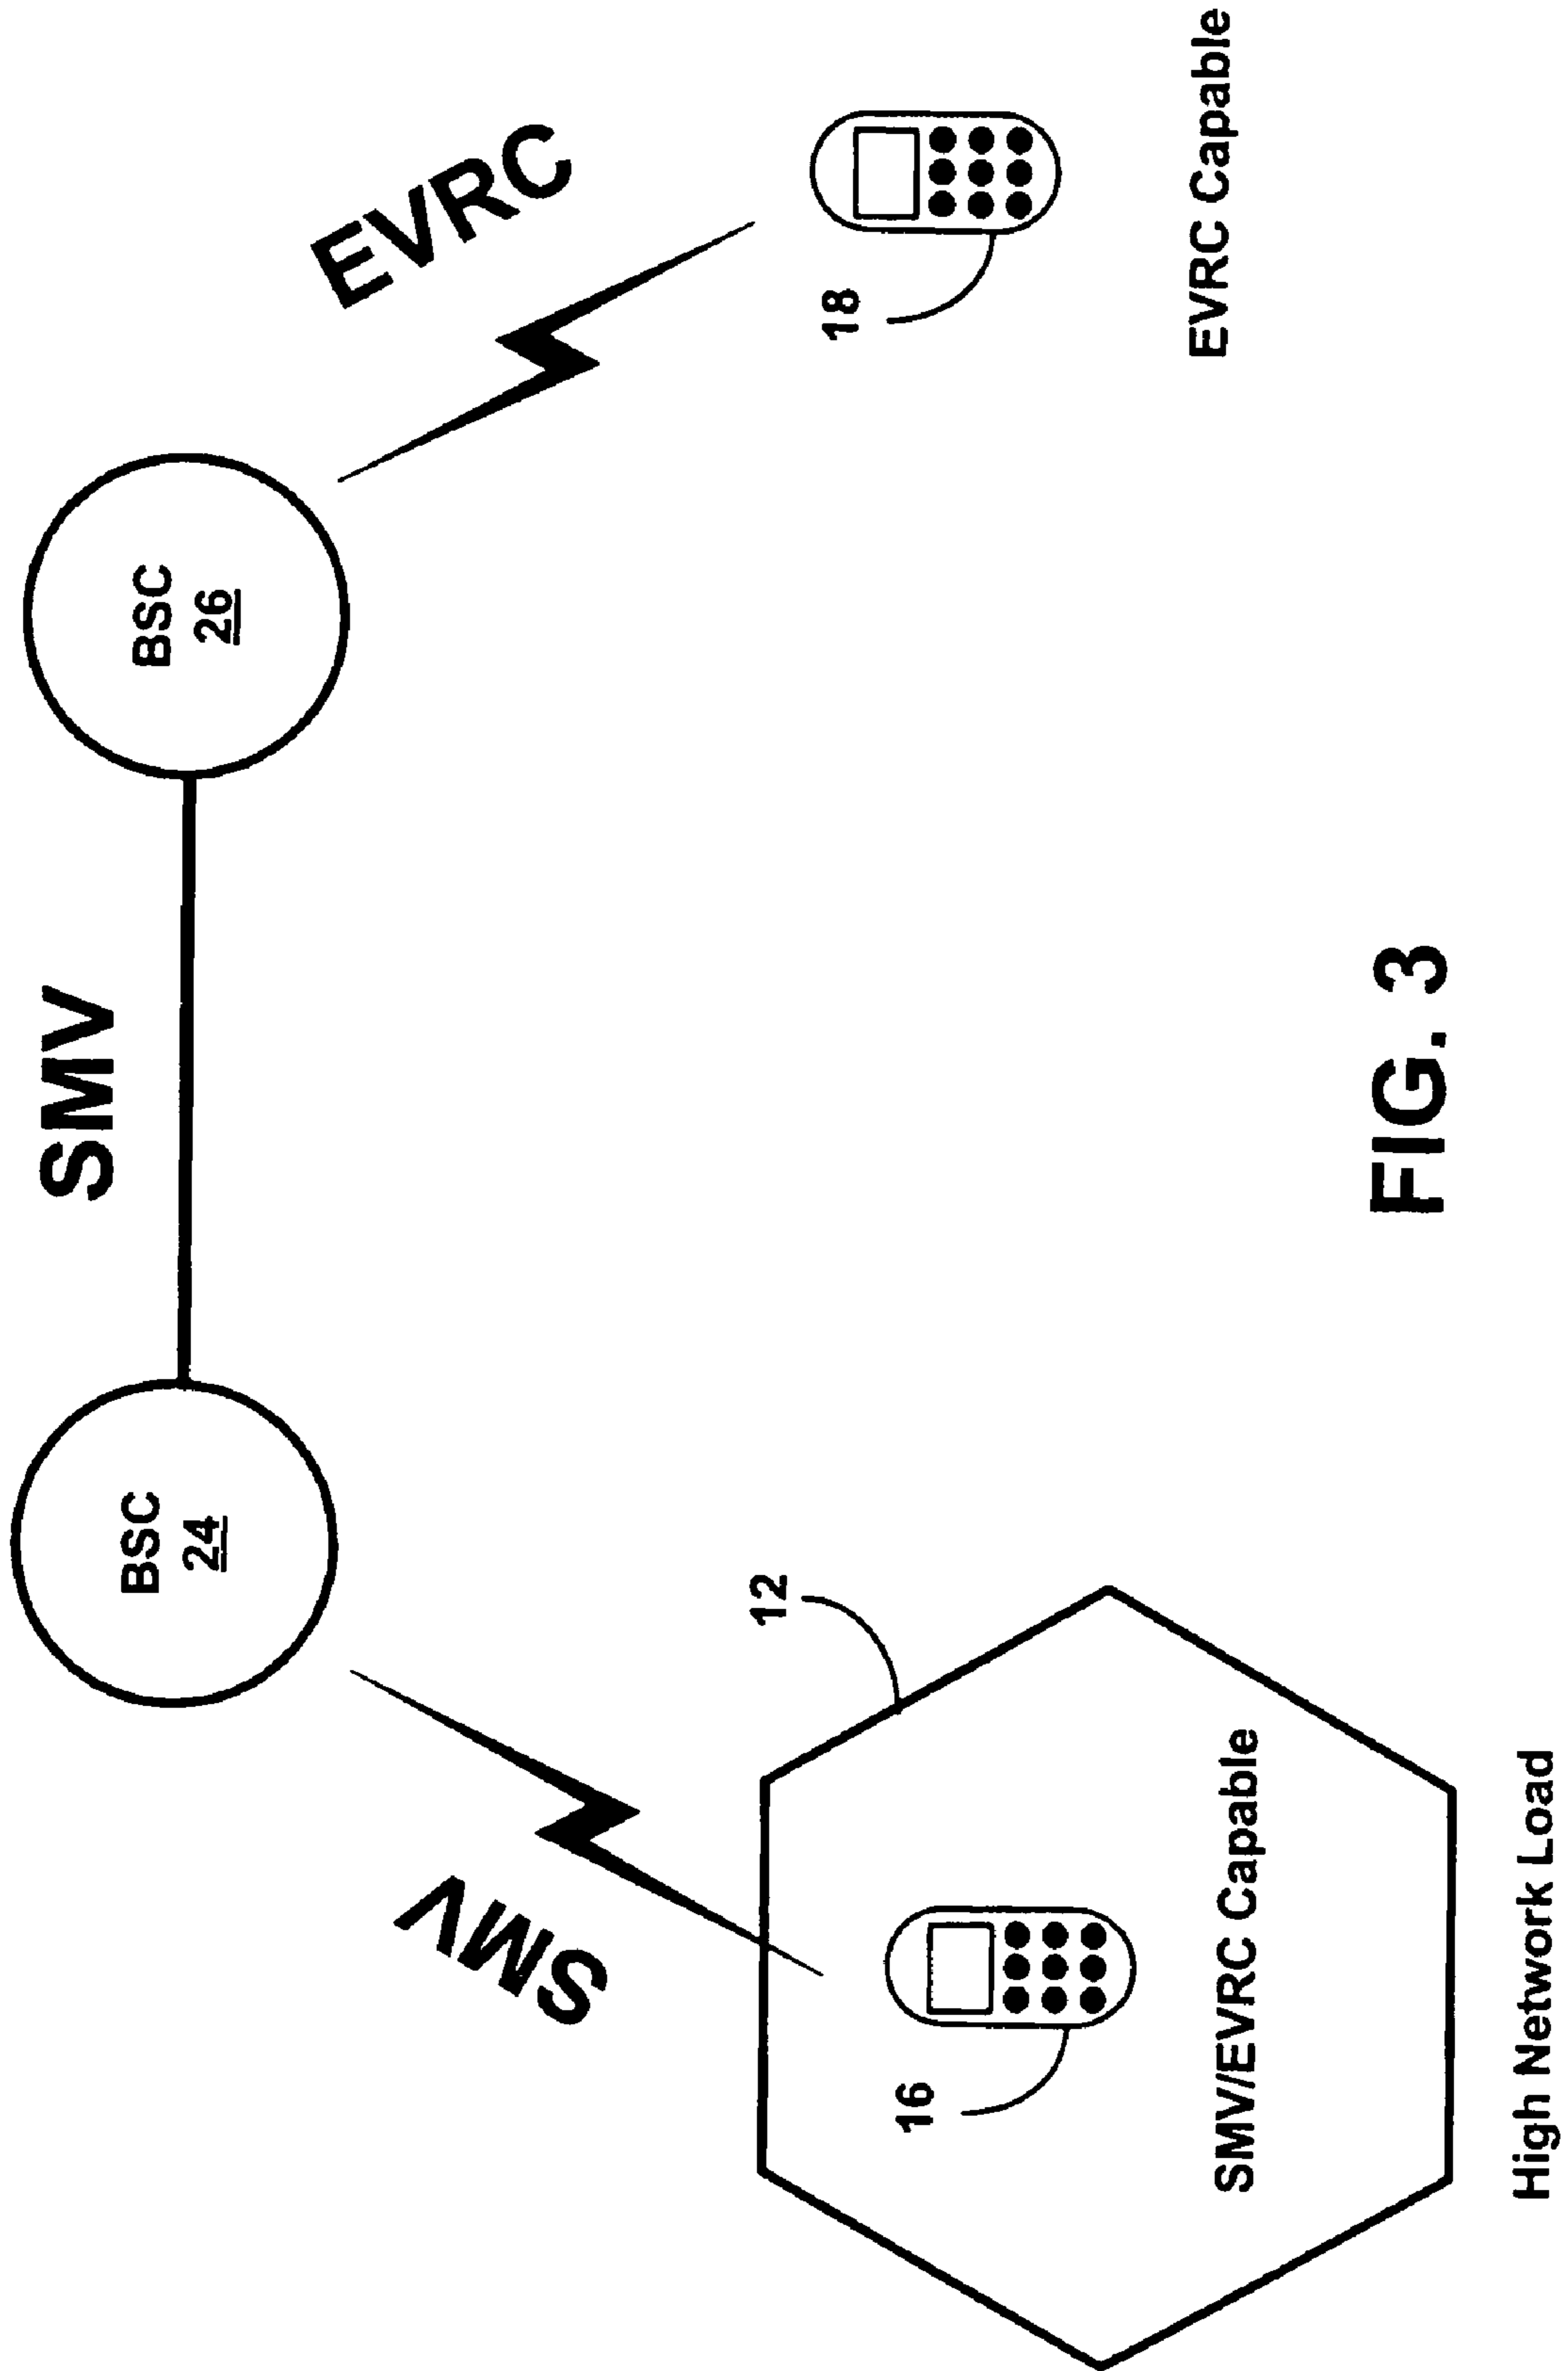 SMV
BSC
24
BSC
26
SMV
EVRC
12
16
18
SMV/EVRC Capable
EVRC Capable
High Network Load
FIG. 3